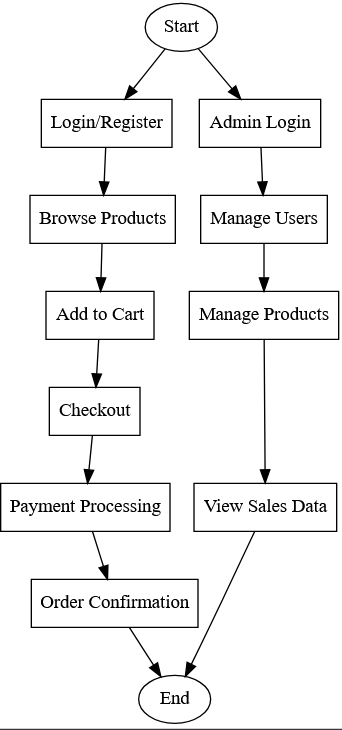 Start
Login/Register
Admin Login
Browse Products
Manage Users
Add to Cart
Manage Products
Checkout
Payment Processing
View Sales Data
Order Confirmation
End